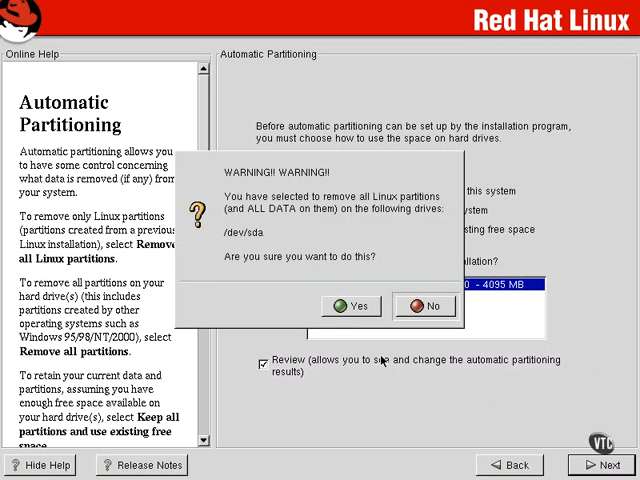 Red Hat Linux
Online Help
Automatic
Partitioning
Automatic partitioning allows you
to have some control concerning
what data is removed (if any) from
your system.
To remove only Linux partitions
(partitions created from a previous
Linux installation), select Remove
all Linux partitions.
To remove all partitions on your
hard drive(s) (this includes
partitions created by other
operating systems such as
Windows 95/98/NT/2000), select
Remove all partitions.
To retain your current data and
partitions, assuming you have
enough free space available on
your hard drive(s), select Keep all
partitions and use existing free
space.
Automatic Partitioning
Before automatic partitioning can be set up by the installation program,
you must choose how to use the space on hard drives.
this system
stem
sting free space
allation?
0 - 4095 MB
WARNING!! WARNING!!
You have selected to remove all Linux partitions
(and ALL DATA on them) on the following drives:
/dev/sda
Are you sure you want to do this?
Yes
No
Review (allows you to see and change the automatic partitioning
results)
VTC
Hide Help
Release Notes
Back
Next